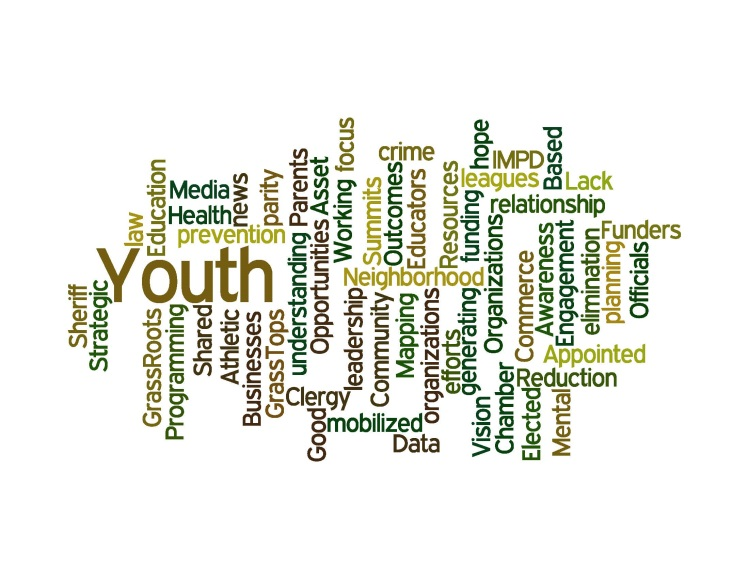 Youth
Sheriff
Strategic
law
Education
Media
Health
news
parity
prevention
Parents
Asset
focus
Working
crime
Summits
Outcomes
Educators
Resources
leagues
hope
IMPD
Based
Lack
relationship
funding
understanding
Opportunities
Neighborhood
Organizations
Commerce
Awareness
Engagement
elimination
planning
Funders
Officials
GrassRoots
Programming
Shared
Athletic
Businesses
GrassTops
leadership
Community
Mapping
organizations
efforts
generating
Appointed
Reduction
Clergy
Good
mobilized
Data
Vision
Chamber
Elected
Mental